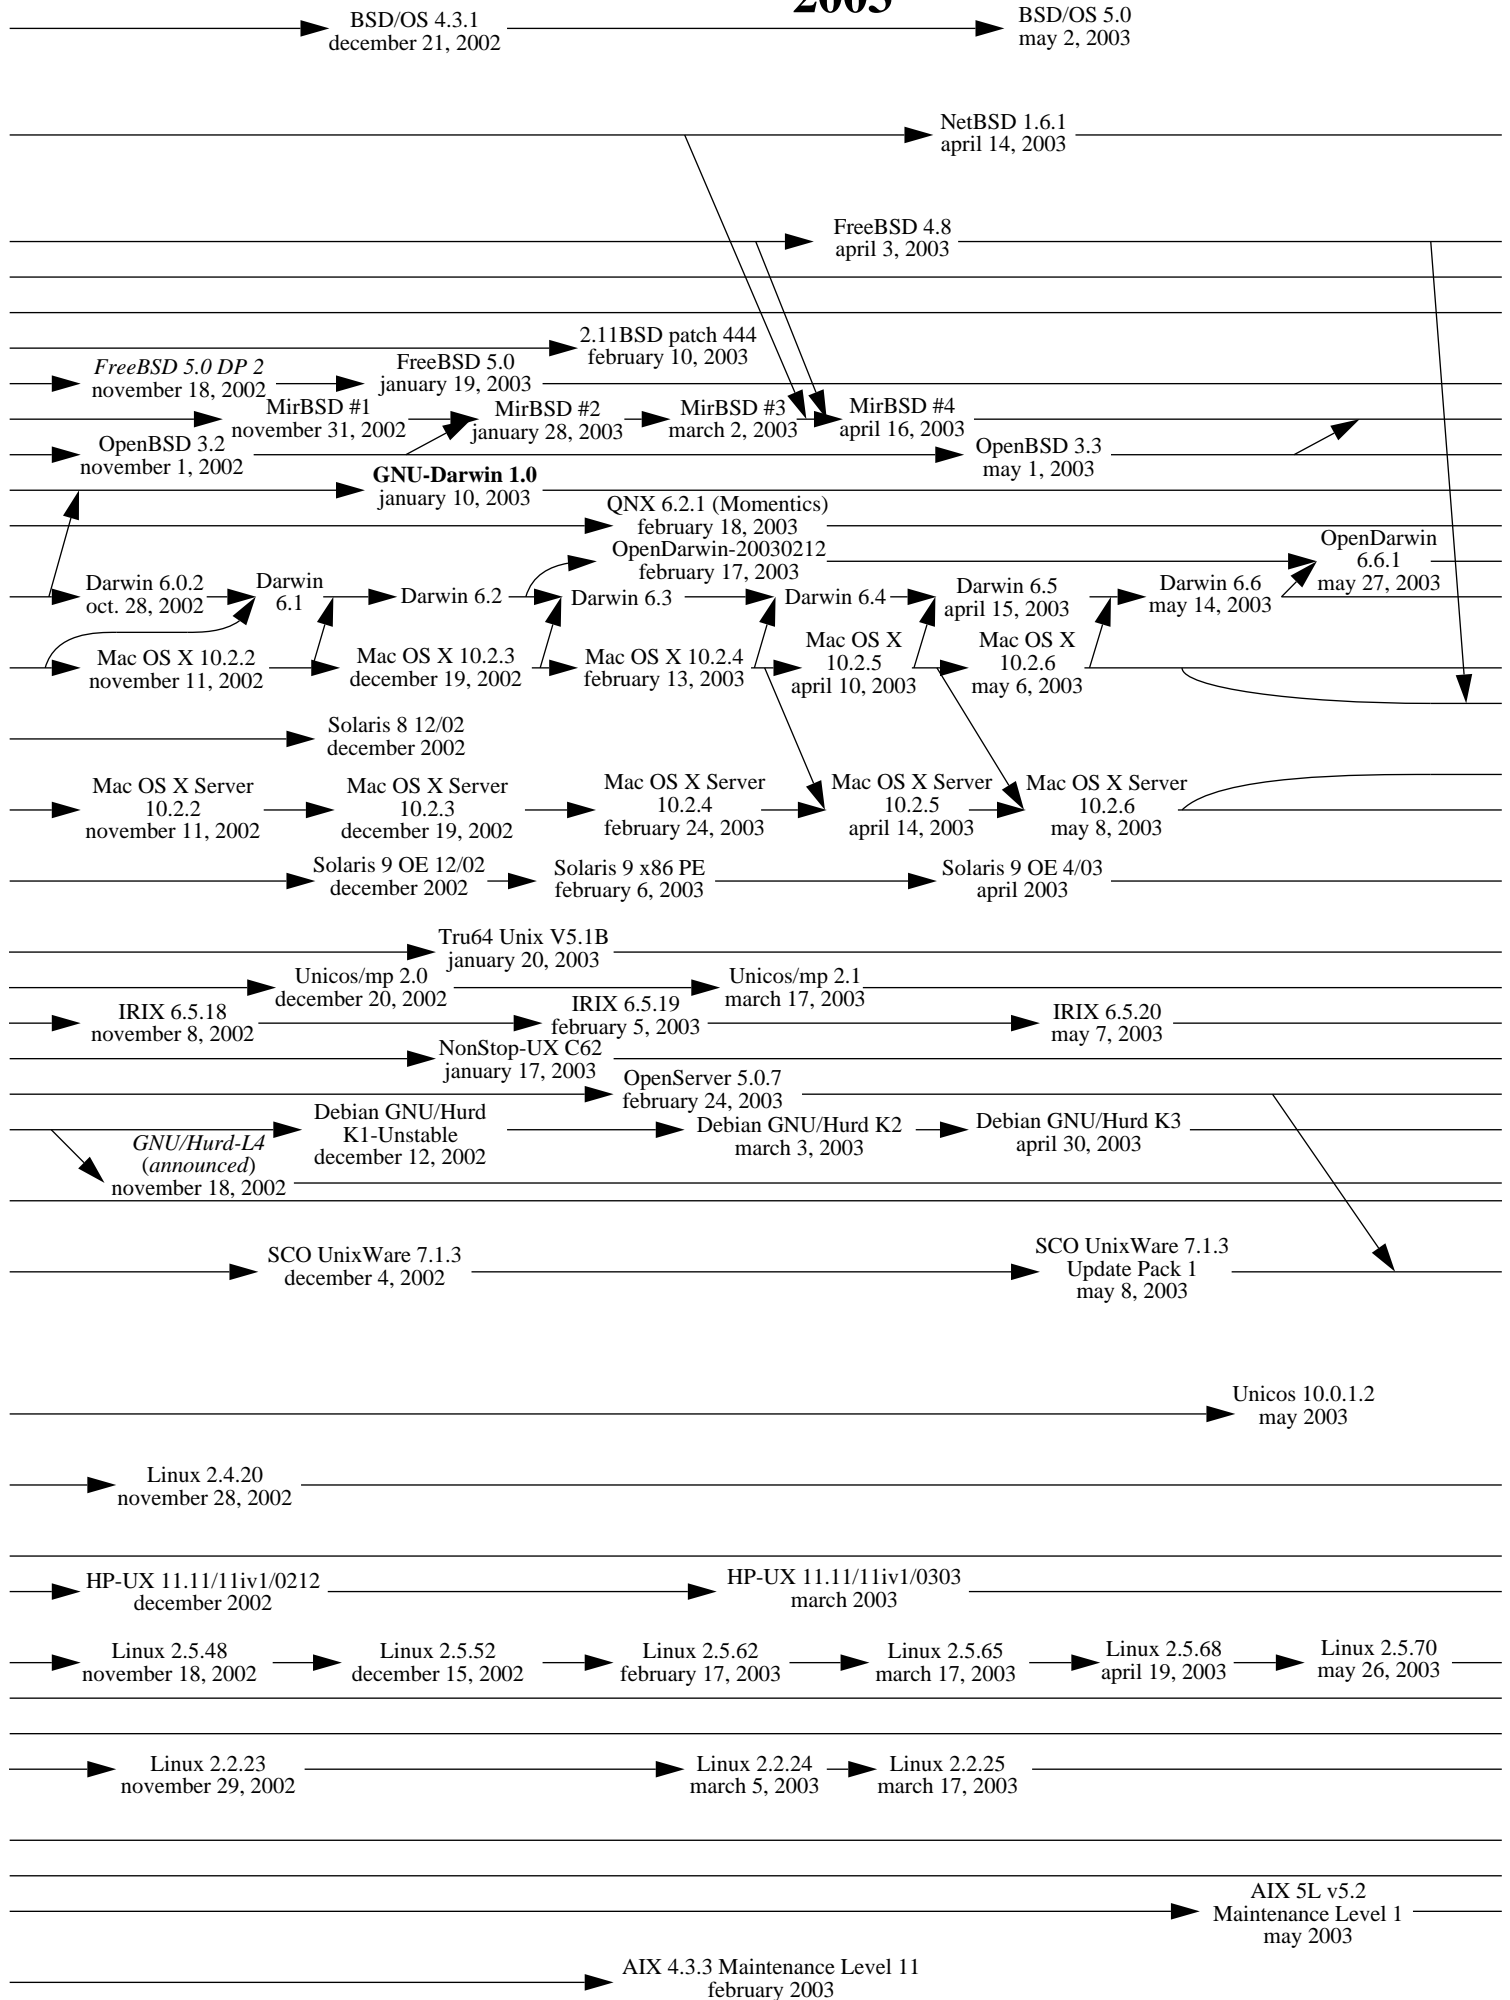 2003
BSD/OS 4.3.1
december 21, 2002
BSD/OS 5.0
may 2, 2003
NetBSD 1.6.1
april 14, 2003
FreeBSD 4.8
april 3, 2003
2.11BSD patch 444
february 10, 2003
FreeBSD 5.0 DP 2
november 18, 2002
FreeBSD 5.0
january 19, 2003
MirBSD #1
november 31, 2002
MirBSD #2
january 28, 2003
MirBSD #3
march 2, 2003
MirBSD #4
april 16, 2003
OpenBSD 3.2
november 1, 2002
OpenBSD 3.3
may 1, 2003
GNU-Darwin 1.0
january 10, 2003
QNX 6.2.1 (Momentics)
february 18, 2003
OpenDarwin-20030212
february 17, 2003
OpenDarwin
6.6.1
may 27, 2003
Darwin 6.0.2
oct. 28, 2002
Darwin
6.1
Darwin 6.2
Darwin 6.3
Darwin 6.4
Darwin 6.5
april 15, 2003
Darwin 6.6
may 14, 2003
Mac OS X 10.2.2
november 11, 2002
Mac OS X 10.2.3
december 19, 2002
Mac OS X 10.2.4
february 13, 2003
Mac OS X
10.2.5
april 10, 2003
Mac OS X
10.2.6
may 6, 2003
Solaris 8 12/02
december 2002
Mac OS X Server
10.2.2
november 11, 2002
Mac OS X Server
10.2.3
december 19, 2002
Mac OS X Server
10.2.4
february 24, 2003
Mac OS X Server
10.2.5
april 14, 2003
Mac OS X Server
10.2.6
may 8, 2003
Solaris 9 OE 12/02
december 2002
Solaris 9 x86 PE
february 6, 2003
Solaris 9 OE 4/03
april 2003
Tru64 Unix V5.1B
january 20, 2003
Unicos/mp 2.0
december 20, 2002
Unicos/mp 2.1
march 17, 2003
IRIX 6.5.18
november 8, 2002
IRIX 6.5.19
february 5, 2003
IRIX 6.5.20
may 7, 2003
NonStop-UX C62
january 17, 2003
OpenServer 5.0.7
february 24, 2003
GNU/Hurd-L4
(announced)
november 18, 2002
Debian GNU/Hurd
K1-Unstable
december 12, 2002
Debian GNU/Hurd K2
march 3, 2003
Debian GNU/Hurd K3
april 30, 2003
SCO UnixWare 7.1.3
december 4, 2002
SCO UnixWare 7.1.3
Update Pack 1
may 8, 2003
Unicos 10.0.1.2
may 2003
Linux 2.4.20
november 28, 2002
HP-UX 11.11/11iv1/0212
december 2002
HP-UX 11.11/11iv1/0303
march 2003
Linux 2.5.48
november 18, 2002
Linux 2.5.52
december 15, 2002
Linux 2.5.62
february 17, 2003
Linux 2.5.65
march 17, 2003
Linux 2.5.68
april 19, 2003
Linux 2.5.70
may 26, 2003
Linux 2.2.23
november 29, 2002
Linux 2.2.24
march 5, 2003
Linux 2.2.25
march 17, 2003
AIX 5L v5.2
Maintenance Level 1
may 2003
AIX 4.3.3 Maintenance Level 11
february 2003